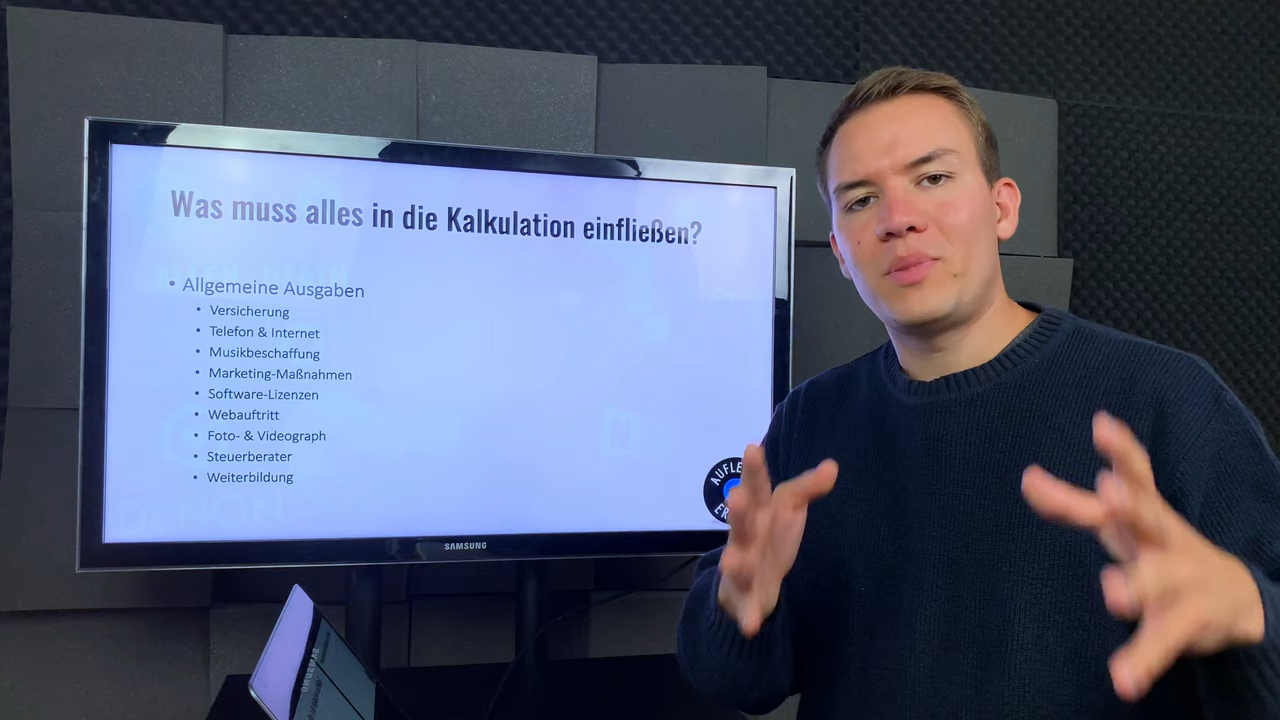 Was muss alles in die Kalkulation einfließen?
• Allgemeine Ausgaben
• Versicherung
• Telefon & Internet
• Musikbeschaffung
• Marketing-Maßnahmen
• Software-Lizenzen
• Webauftritt
• Foto- & Videograph
• Steuerberater
• Weiterbildung
SAMSUNG